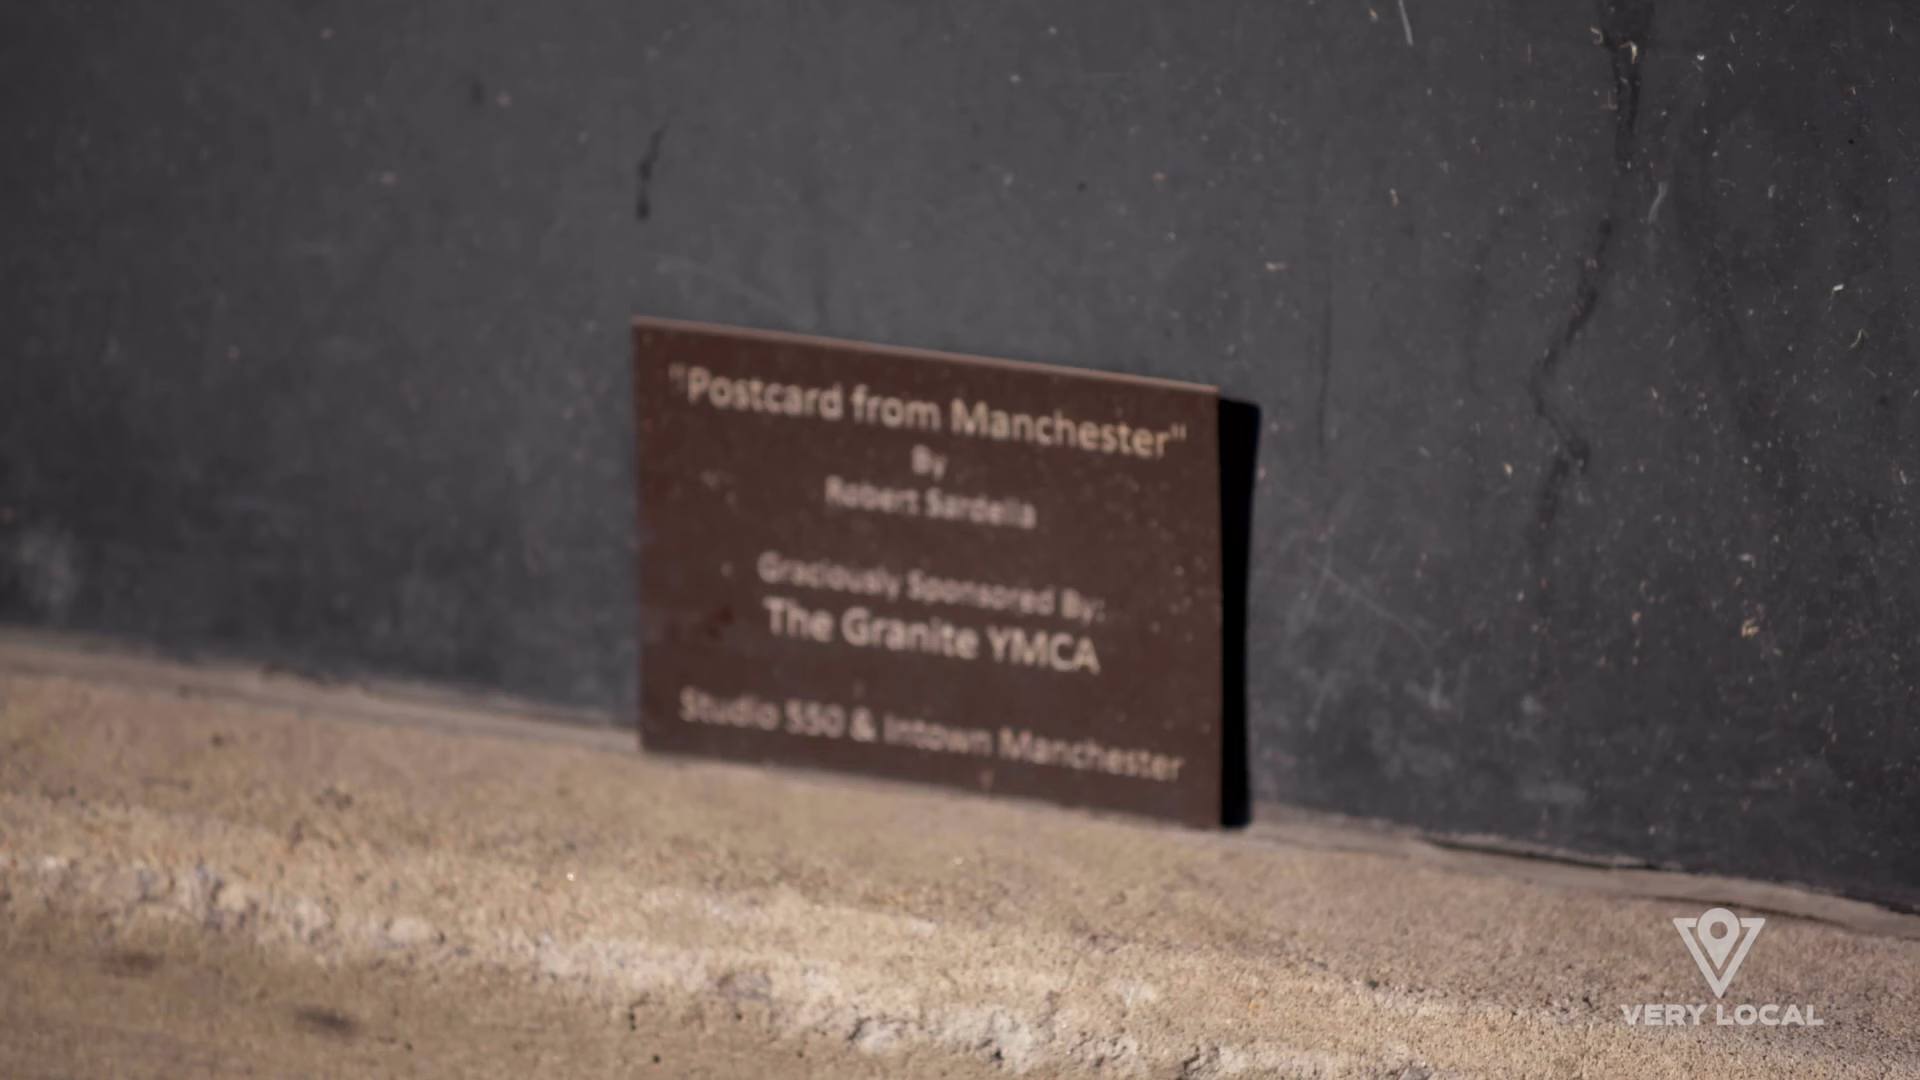 "Postcard from Manchester"
By
Robert Sardella
Graciously Sponsored By:
The Granite YMCA
Studio 550 & Intown Manchester
VERY LOCAL